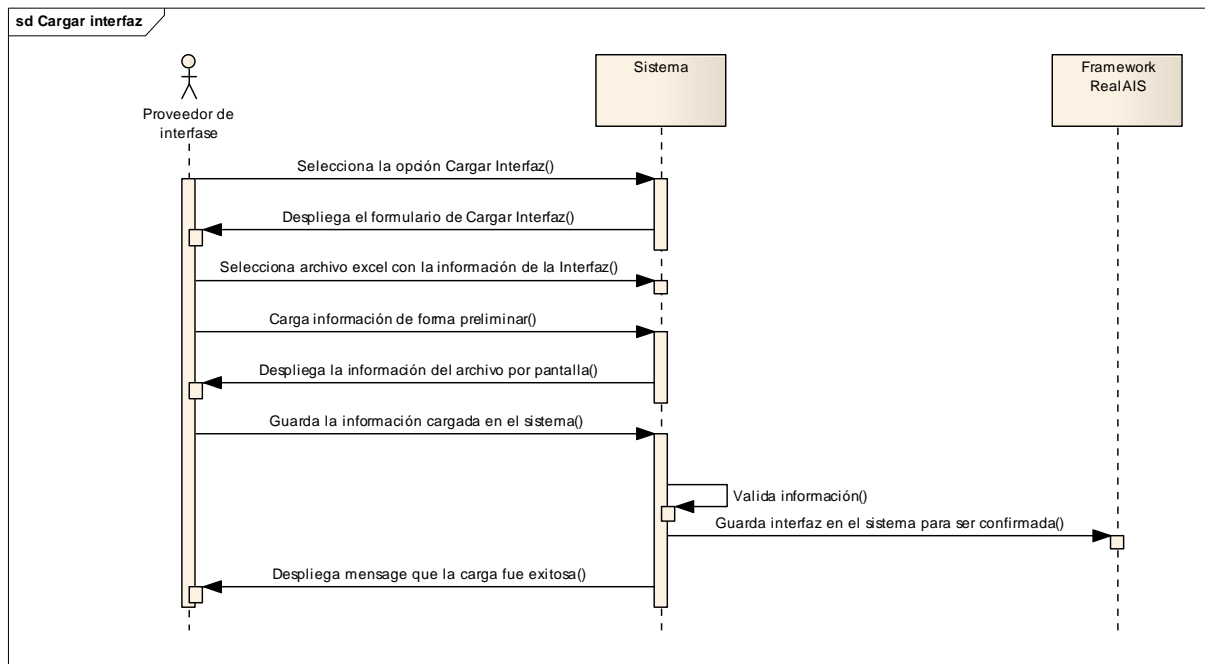 sd Cargar interfaz
Proveedor de
interfase
Sistema
Framework
RealAIS
Selecciona la opción Cargar Interfaz()
Despliega el formulario de Cargar Interfaz()
Selecciona archivo excel con la información de la Interfaz()
Carga información de forma preliminar()
Despliega la información del archivo por pantalla()
Guarda la información cargada en el sistema()
Valida información()
Guarda interfaz en el sistema para ser confirmada()
Despliega mensage que la carga fue exitosa()